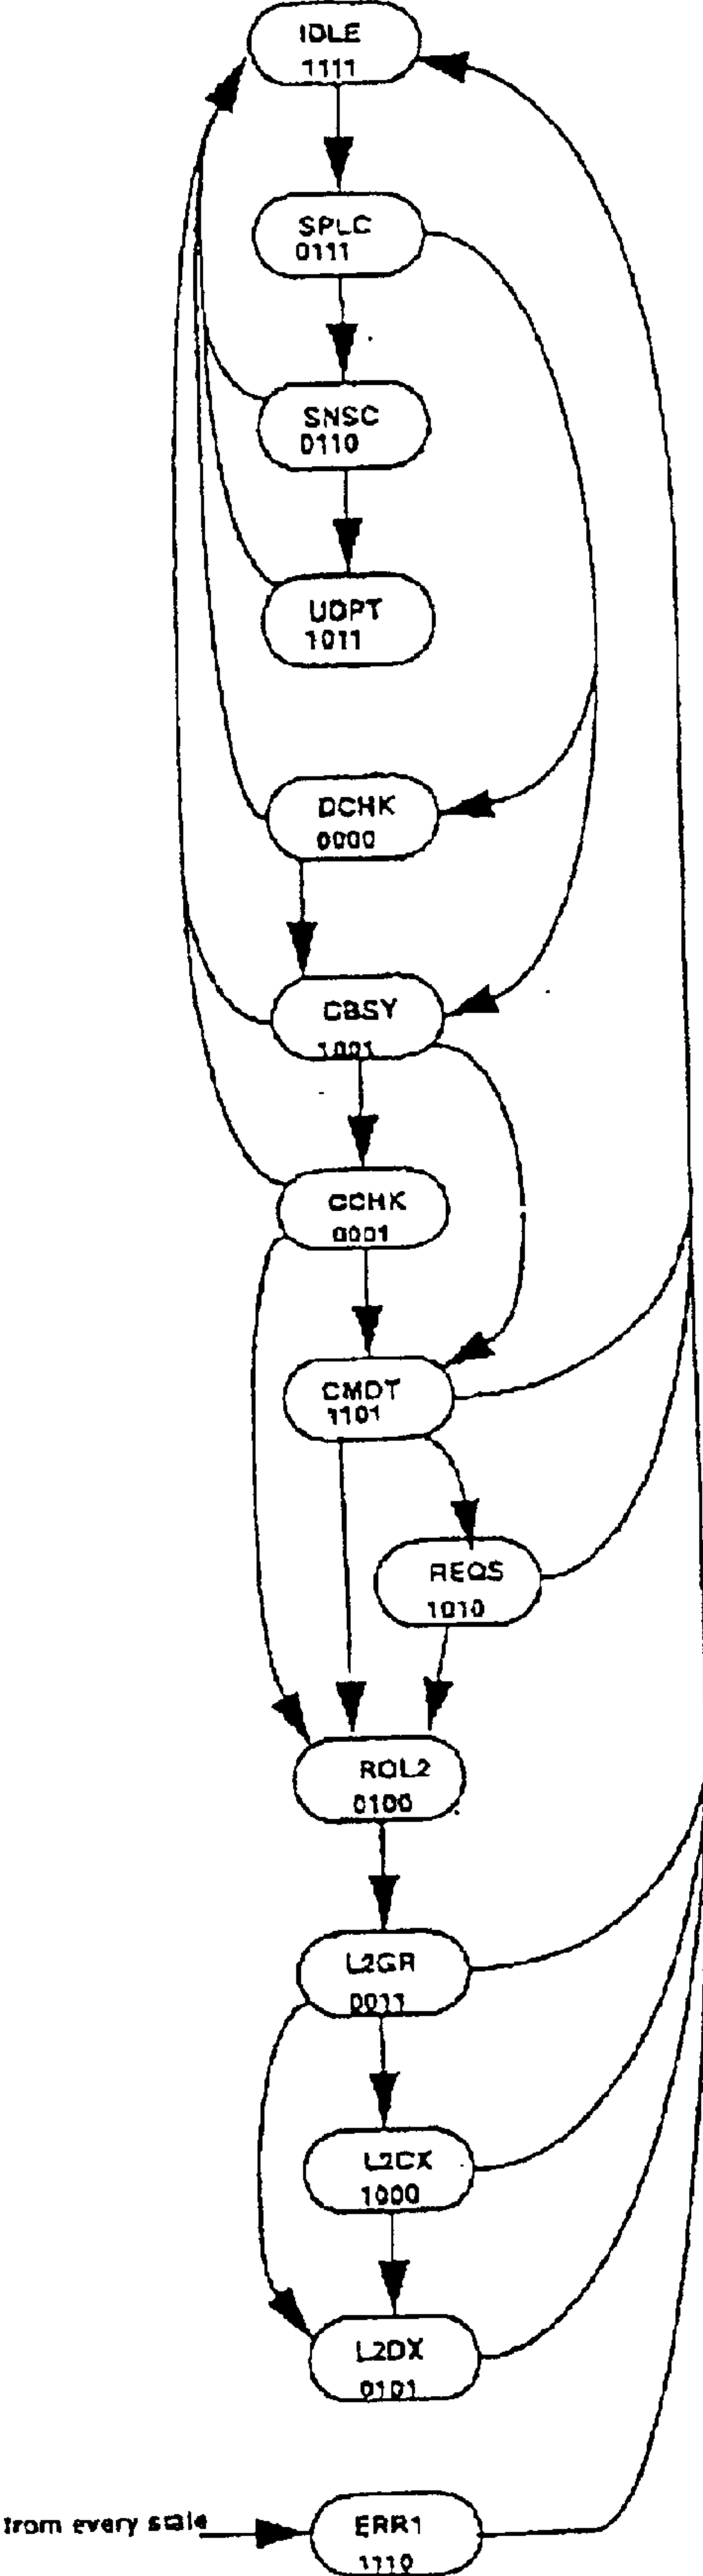 IDLE
1111
SPLC
0111
SNSC
0110
UDPT
1011
DCHK
0000
CBSY
1001
CCHK
0001
CMDT
1101
REQS
1010
RQL2
0100
L2GR
0011
L2CX
1000
L2DX
0101
from every state
ERR1
1110